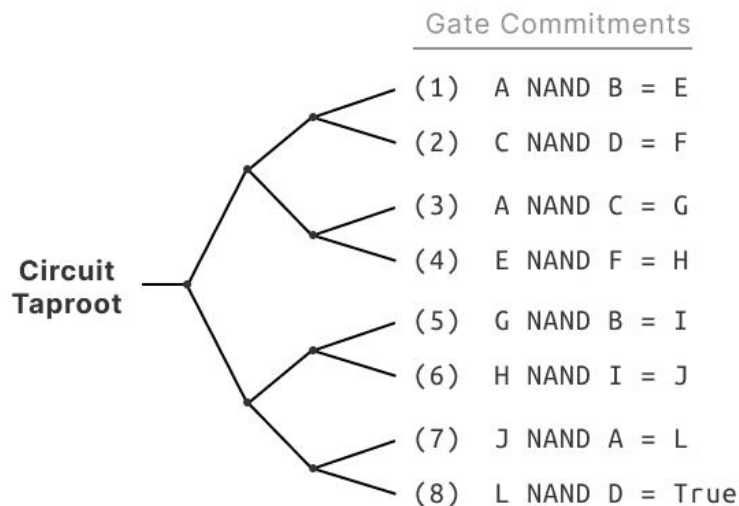 Gate Commitments
(1) A NAND B = E
(2) C NAND D = F
(3) A NAND C = G
(4) E NAND F = H
Circuit
Taproot
(5) G NAND B = I
(6) H NAND I = J
(7) J NAND A = L
(8) L NAND D = True